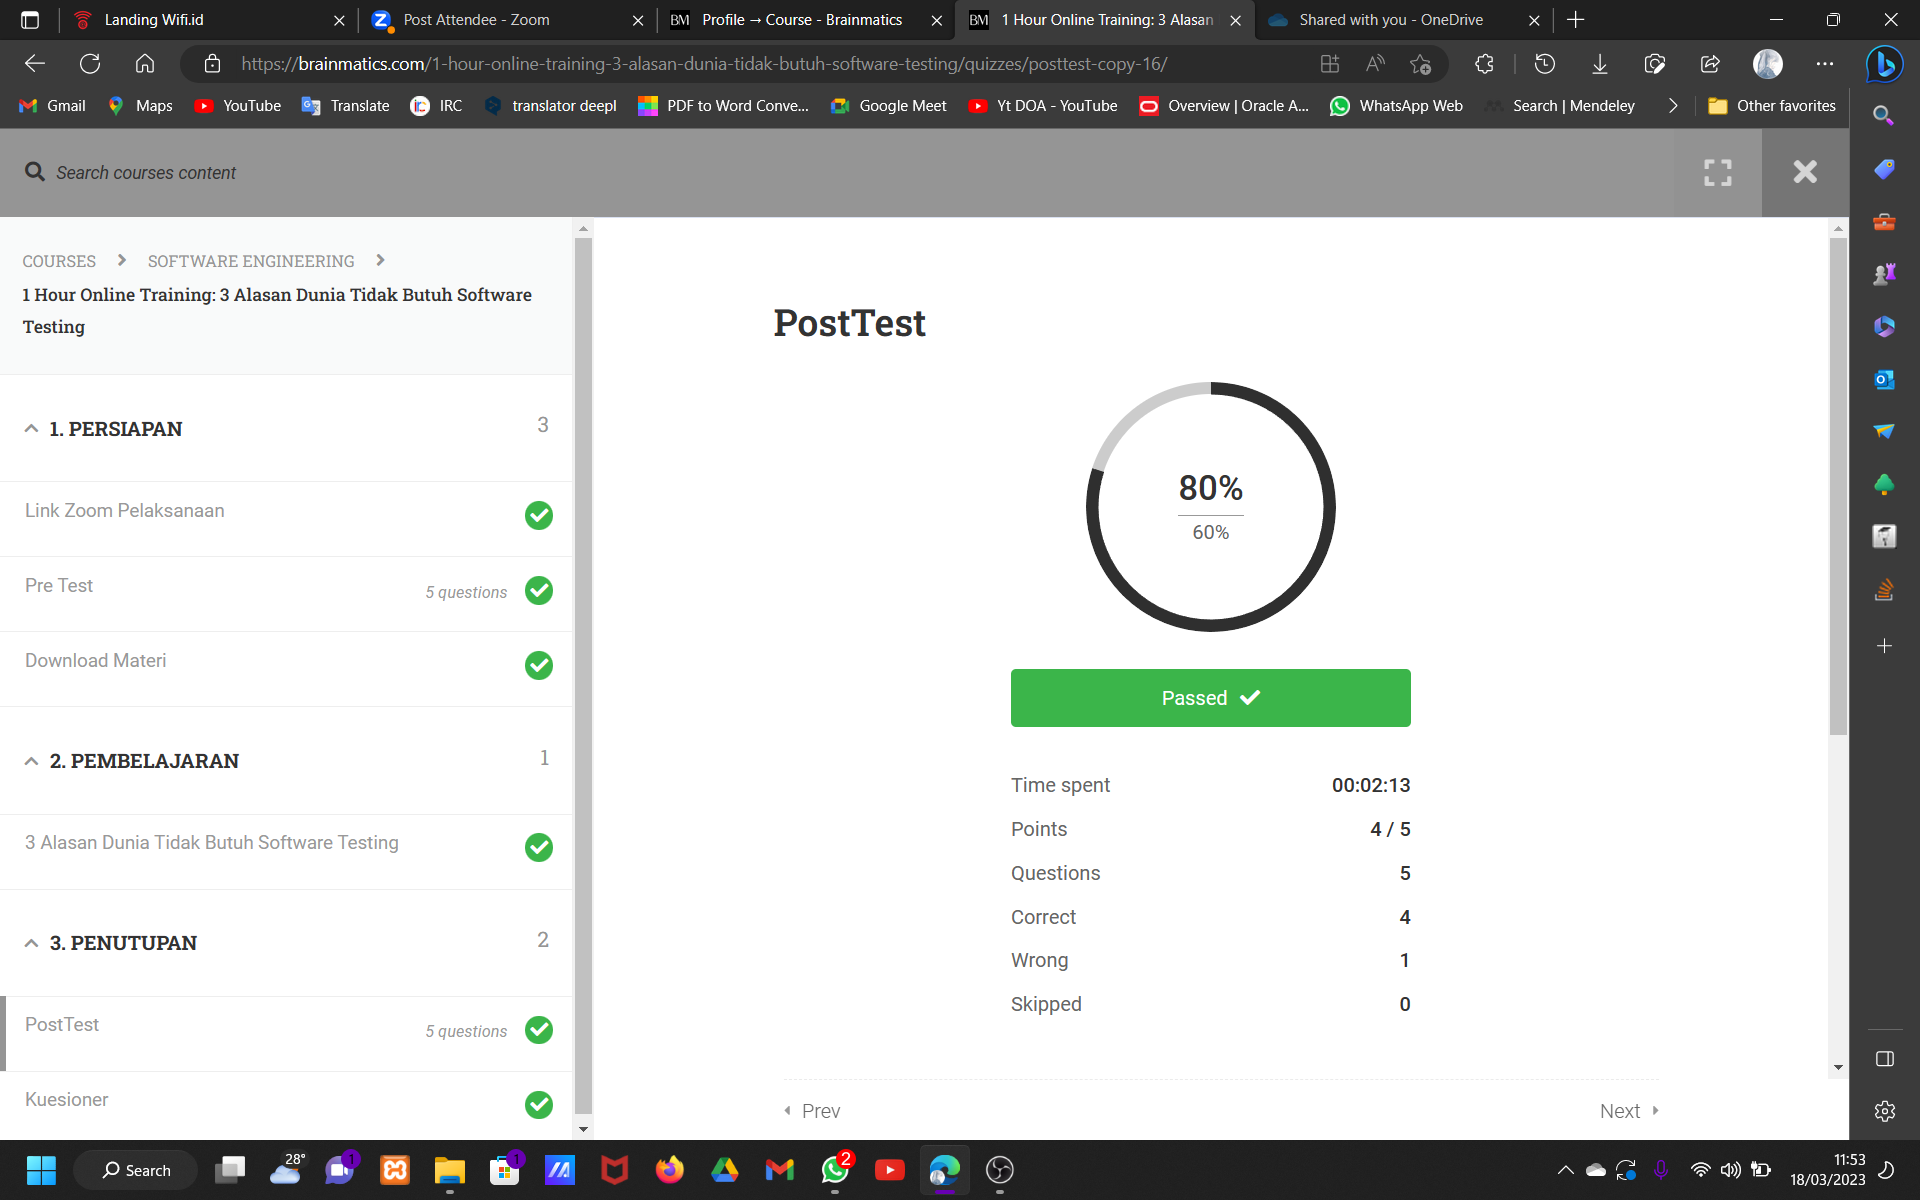 Landing Wifi.id
Post Attendee - Zoom
BM Profile → Course - Brainmatics
BM 1 Hour Online Training: 3 Alasan
Shared with you - OneDrive
https://brainmatics.com/1-hour-online-training-3-alasan-dunia-tidak-butuh-software-testing/quizzes/posttest-copy-16/
Gmail
Maps
YouTube
Translate
IRC
translator deepl
PDF to Word Conve...
Google Meet
Yt DOA - YouTube
Overview | Oracle A...
WhatsApp Web
Search | Mendeley
Other favorites
Search courses content
COURSES > SOFTWARE ENGINEERING >
1 Hour Online Training: 3 Alasan Dunia Tidak Butuh Software
Testing
1. PERSIAPAN 3
Link Zoom Pelaksanaan
Pre Test 5 questions
Download Materi
2. PEMBELAJARAN 1
3 Alasan Dunia Tidak Butuh Software Testing
3. PENUTUPAN 2
PostTest 5 questions
Kuesioner
PostTest
80%
60%
Passed
Time spent 00:02:13
Points 4 / 5
Questions 5
Correct 4
Wrong 1
Skipped 0
Prev
Next
Search
28°
1
1
2
11:53
18/03/2023